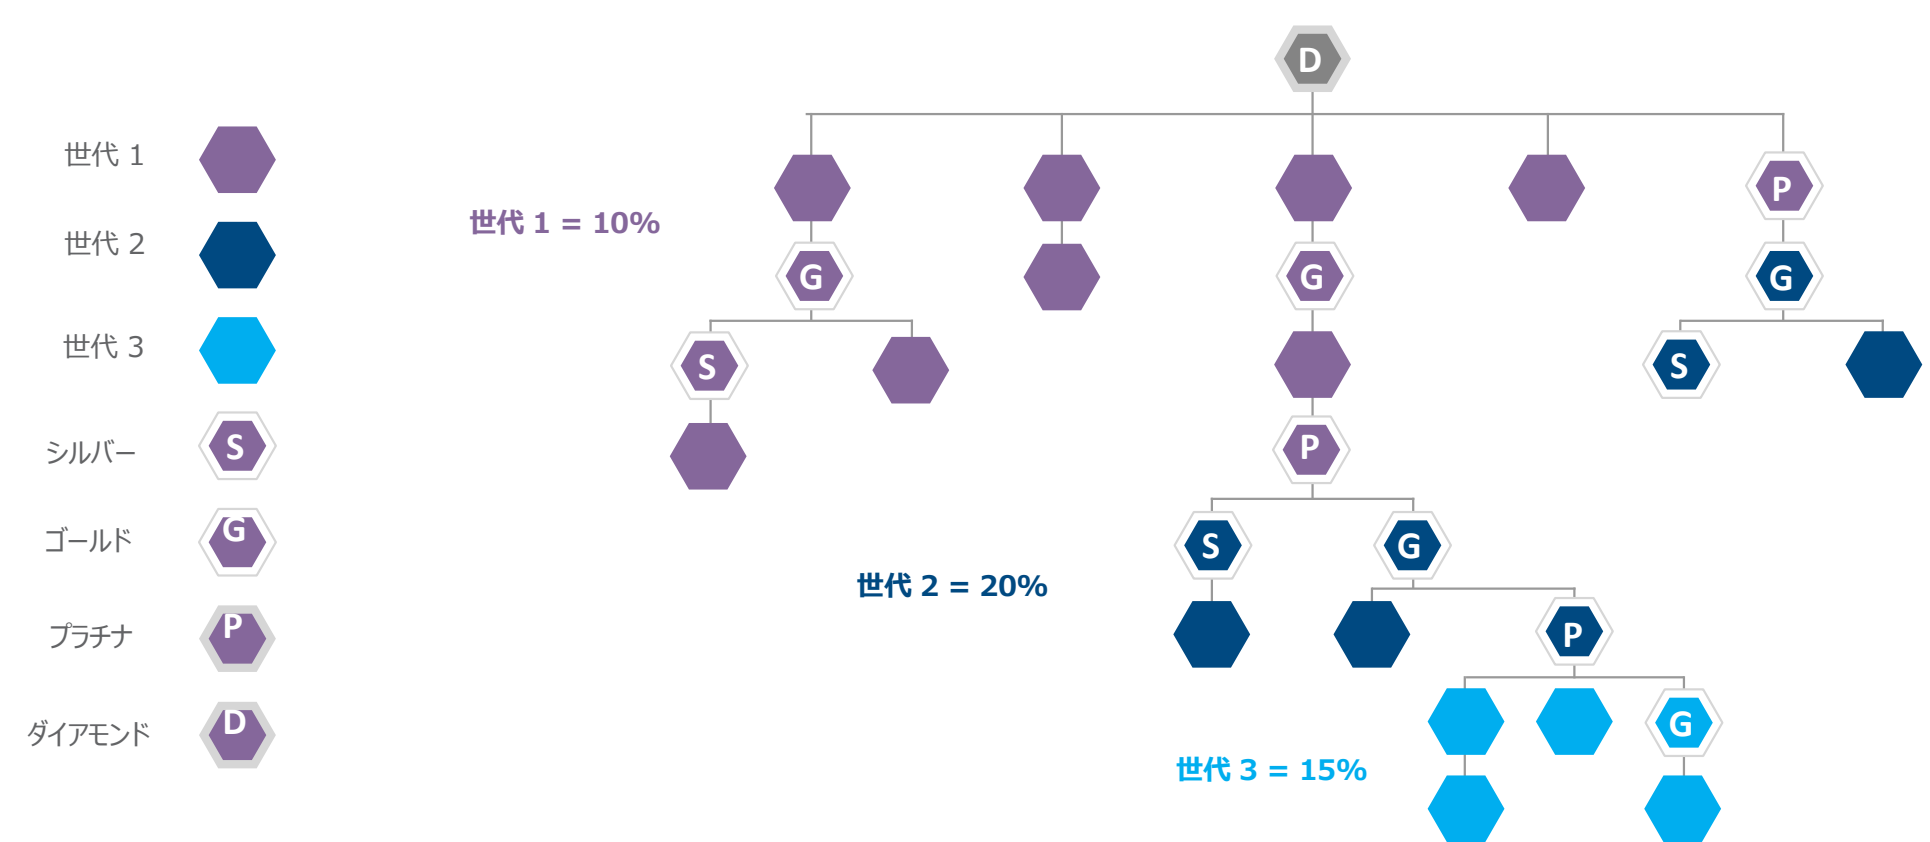 D
世代 1
P
世代 1 = 10%
世代 2
G
G
G
世代 3
S
S
シルバー
S
P
ゴールド
G
S
G
世代 2 = 20%
プラチナ
P
P
ダイアモンド
D
G
世代 3 = 15%